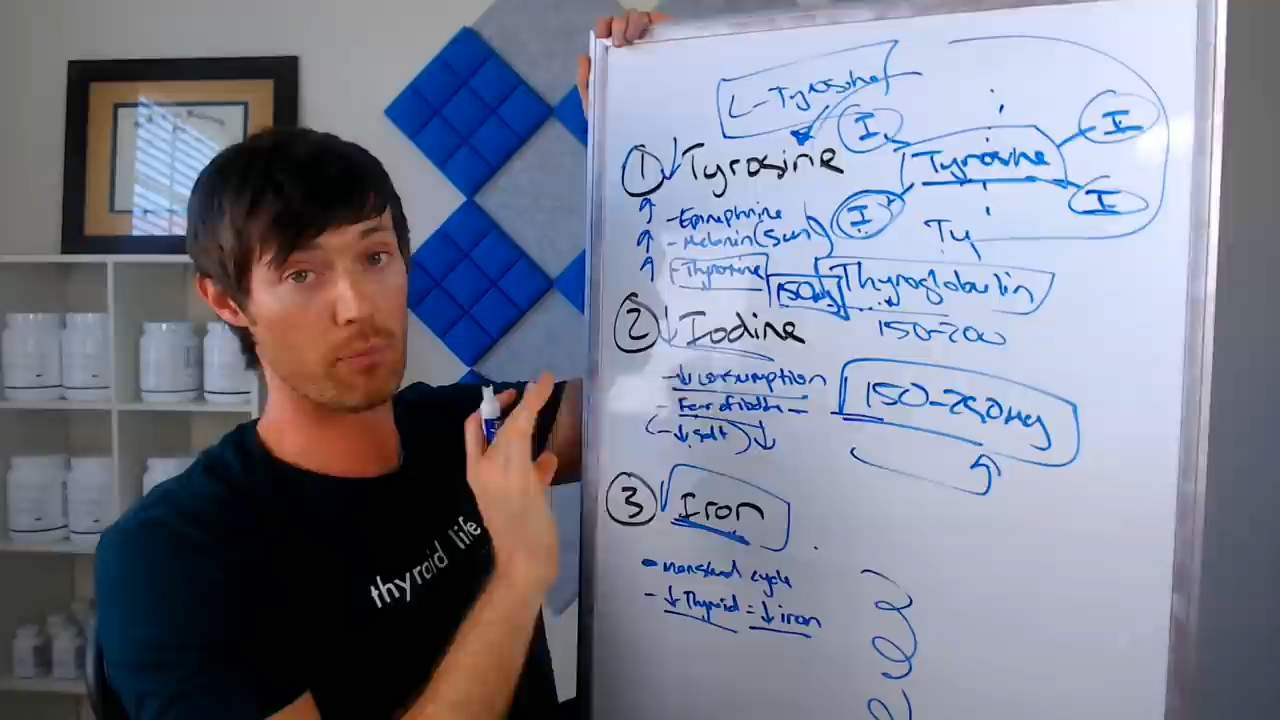 L-Tyrosine
① ↓ Tyrosine
↑ - Epinephrine
↑ - Melanin (Sun)
↑ - Thyroxine
I
I
Tyrosine
I
I
Ty
Thyroglobulin
150-200
② ↓ Iodine
- ↓ consumption
- Fear of iodine -
(- ↓ salt) ↓
150-250 mcg
③ ↓ Iron
• menstrual cycle
- ↓ Thyroid = ↓ iron
thyroid life